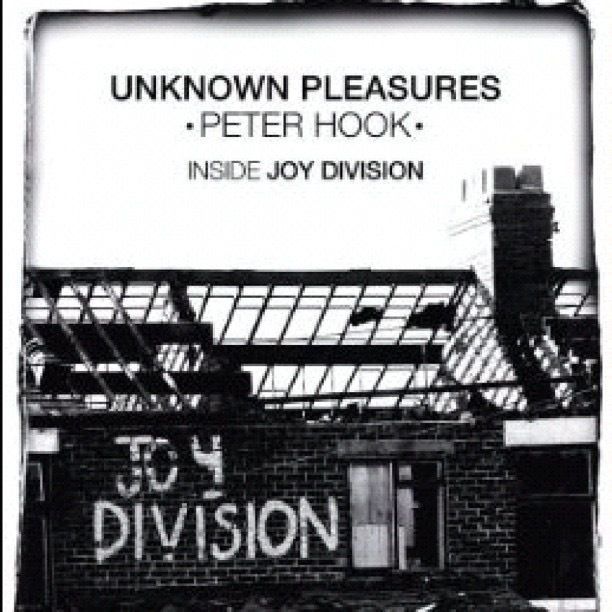 UNKNOWN PLEASURES
•PETER HOOK•
INSIDE JOY DIVISION
JOY
DIVISION